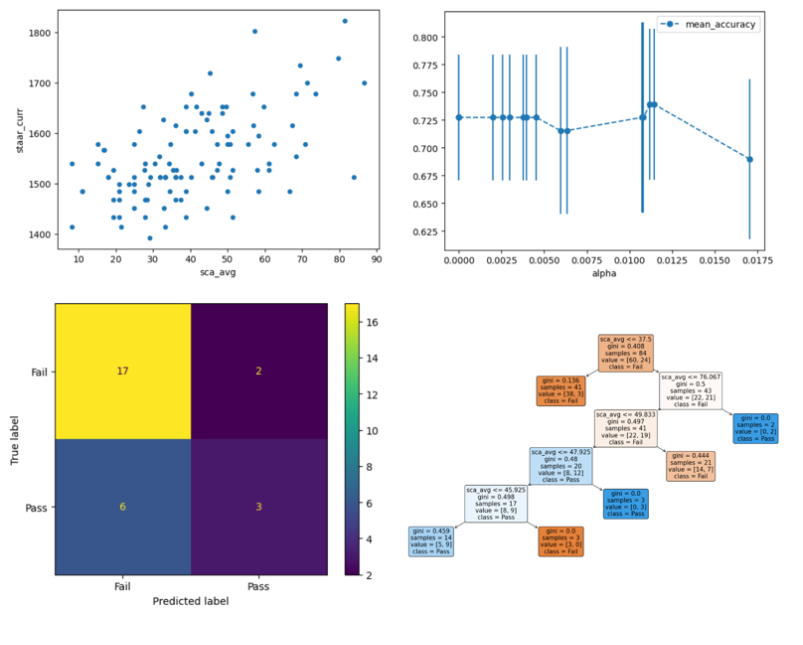 1800
1700
1600
1500
1400
staar_curr
10 20 30 40 50 60 70 80 90
sca_avg
mean_accuracy
0.800
0.775
0.750
0.725
0.700
0.675
0.650
0.625
0.0000 0.0025 0.0050 0.0075 0.0100 0.0125 0.0150 0.0175
alpha
True label
Fail
Pass
17
2
6
3
Fail Pass
Predicted label
16
14
12
10
8
6
4
2
sca_avg <= 37.5
gini = 0.408
samples = 84
value = [60, 24]
class = Fail
gini = 0.136
samples = 41
value = [38, 3]
class = Fail
sca_avg <= 76.067
gini = 0.5
samples = 43
value = [22, 21]
class = Fail
sca_avg <= 49.833
gini = 0.497
samples = 41
value = [22, 19]
class = Fail
gini = 0.0
samples = 2
value = [0, 2]
class = Pass
sca_avg <= 47.925
gini = 0.48
samples = 20
value = [8, 12]
class = Pass
gini = 0.444
samples = 21
value = [14, 7]
class = Fail
sca_avg <= 45.925
gini = 0.498
samples = 17
value = [8, 9]
class = Pass
gini = 0.0
samples = 3
value = [0, 3]
class = Pass
gini = 0.459
samples = 14
value = [5, 9]
class = Pass
gini = 0.0
samples = 3
value = [3, 0]
class = Fail